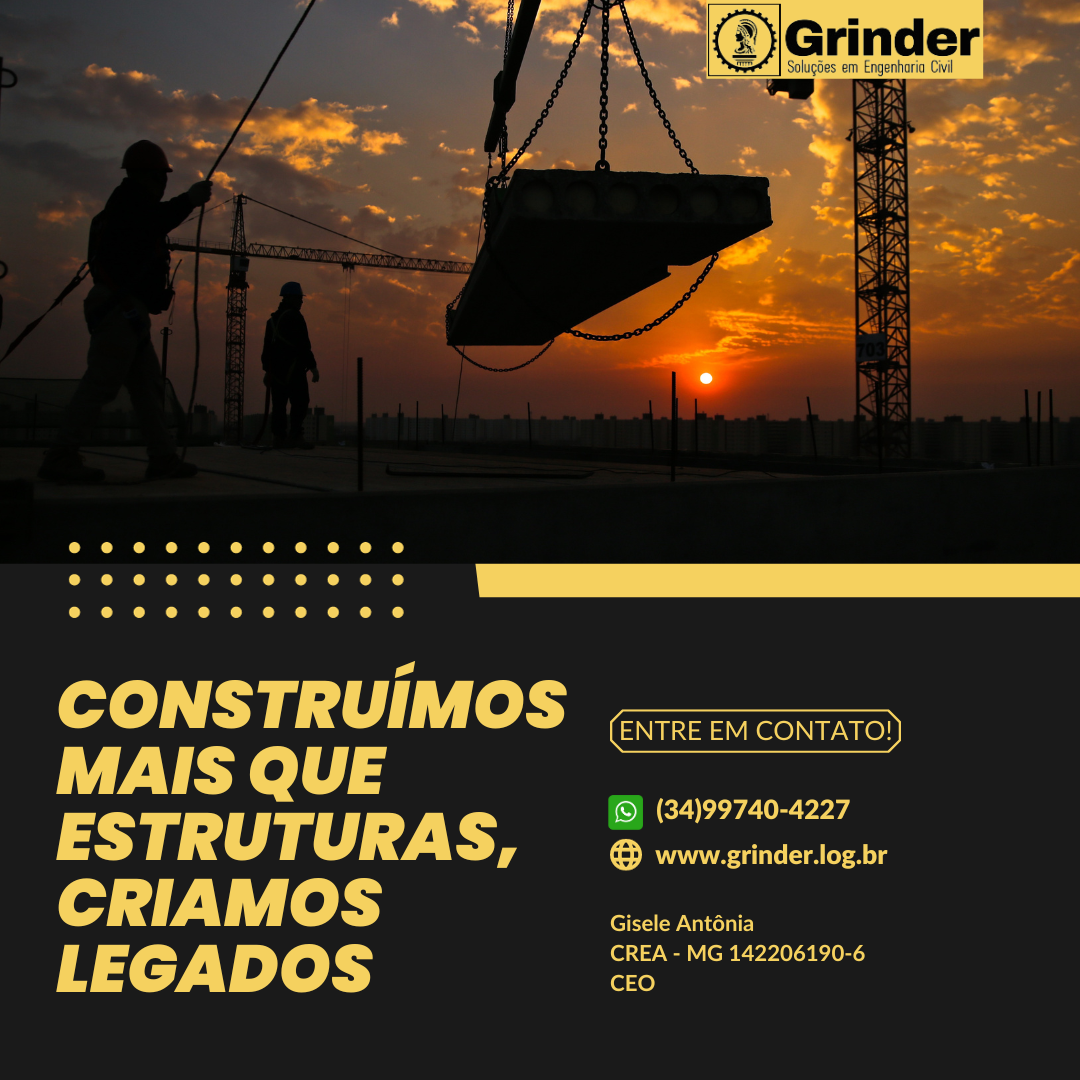 Grinder
Soluções em Engenharia Civil
703
CONSTRUÍMOS
MAIS QUE
ESTRUTURAS,
CRIAMOS
LEGADOS
ENTRE EM CONTATO!
(34)99740-4227
www.grinder.log.br
Gisele Antônia
CREA - MG 142206190-6
CEO